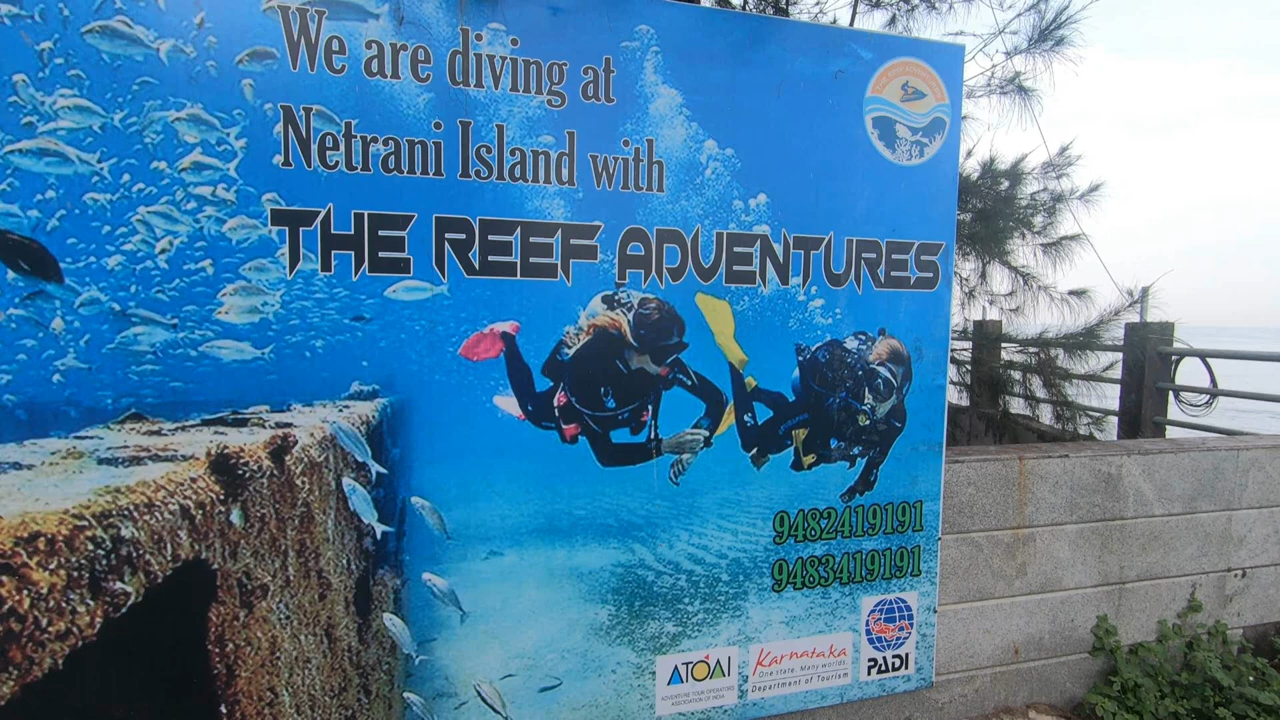 We are diving at
Netrani Island with
THE REEF ADVENTURES
9482419191
9483419191
ATOAI
ADVENTURE TOUR OPERATORS
ASSOCIATION OF INDIA
Karnataka
One state. Many worlds.
Department of Tourism
PADI